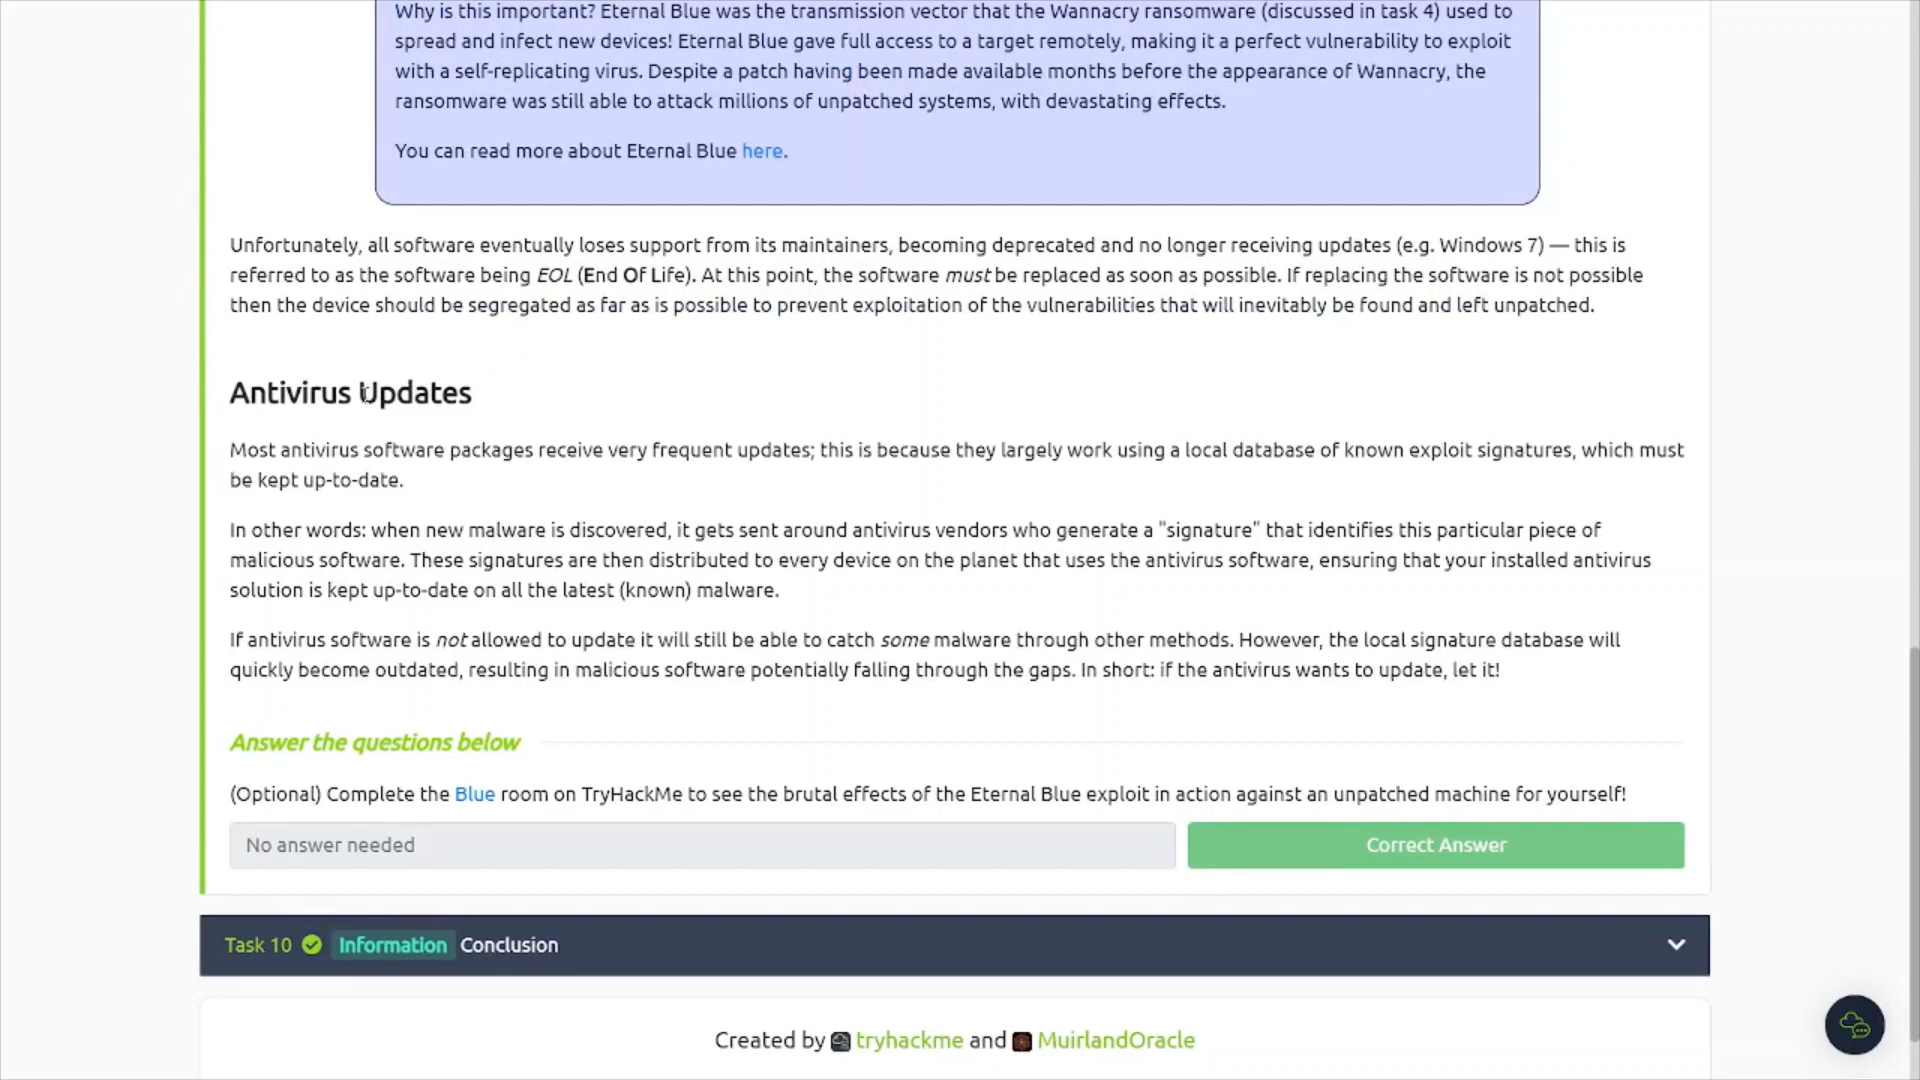 Why is this important? Eternal Blue was the transmission vector that the Wannacry ransomware (discussed in task 4) used to
spread and infect new devices! Eternal Blue gave full access to a target remotely, making it a perfect vulnerability to exploit
with a self-replicating virus. Despite a patch having been made available months before the appearance of Wannacry, the
ransomware was still able to attack millions of unpatched systems, with devastating effects.
You can read more about Eternal Blue here.
Unfortunately, all software eventually loses support from its maintainers, becoming deprecated and no longer receiving updates (e.g. Windows 7) — this is
referred to as the software being EOL (End Of Life). At this point, the software must be replaced as soon as possible. If replacing the software is not possible
then the device should be segregated as far as is possible to prevent exploitation of the vulnerabilities that will inevitably be found and left unpatched.
Antivirus Updates
Most antivirus software packages receive very frequent updates; this is because they largely work using a local database of known exploit signatures, which must
be kept up-to-date.
In other words: when new malware is discovered, it gets sent around antivirus vendors who generate a "signature" that identifies this particular piece of
malicious software. These signatures are then distributed to every device on the planet that uses the antivirus software, ensuring that your installed antivirus
solution is kept up-to-date on all the latest (known) malware.
If antivirus software is not allowed to update it will still be able to catch some malware through other methods. However, the local signature database will
quickly become outdated, resulting in malicious software potentially falling through the gaps. In short: if the antivirus wants to update, let it!
Answer the questions below
(Optional) Complete the Blue room on TryHackMe to see the brutal effects of the Eternal Blue exploit in action against an unpatched machine for yourself!
No answer needed
Correct Answer
Task 10 Information Conclusion
Created by tryhackme and MuirlandOracle